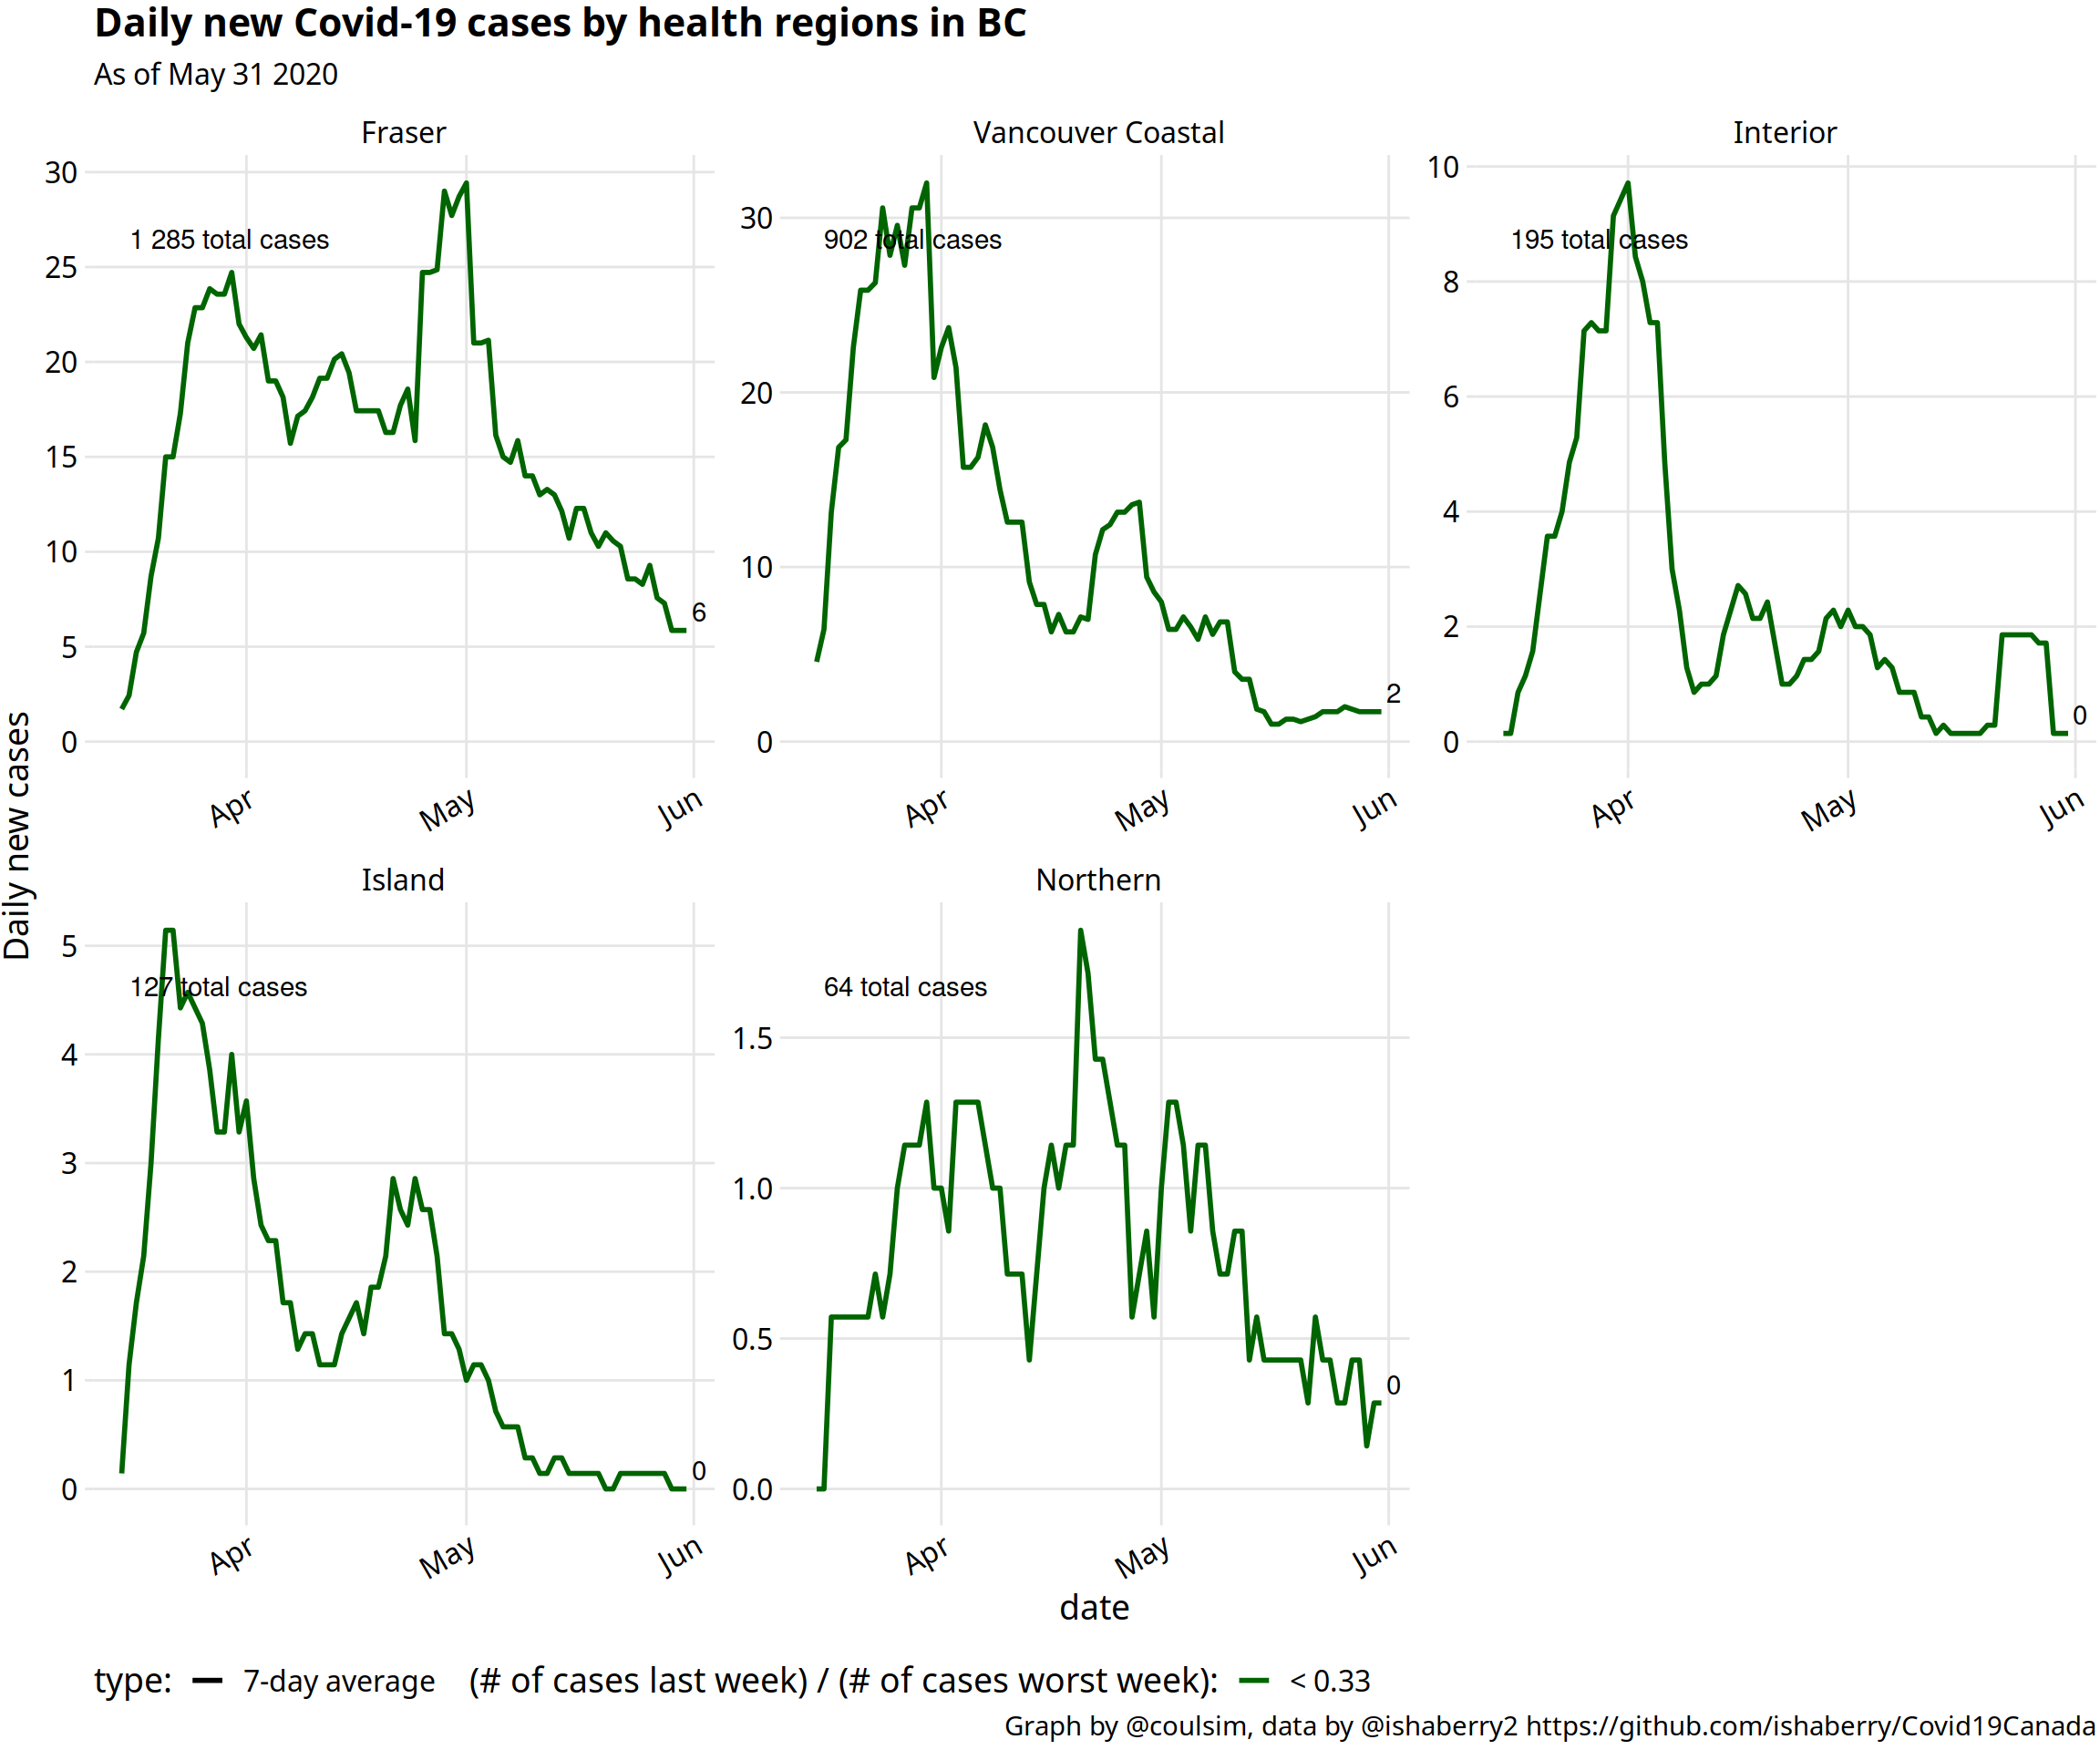 Daily new Covid-19 cases by health regions in BC
As of May 31 2020
Fraser
30
25
20
15
10
5
0
1 285 total cases
6
Apr
May
Jun
Vancouver Coastal
30
20
10
0
902 total cases
2
Apr
May
Jun
Interior
10
8
6
4
2
0
195 total cases
0
Apr
May
Jun
Daily new cases
Island
5
4
3
2
1
0
127 total cases
0
Apr
May
Jun
Northern
1.5
1.0
0.5
0.0
64 total cases
0
Apr
May
Jun
date
type: 7-day average (# of cases last week) / (# of cases worst week): < 0.33
Graph by @coulsim, data by @ishaberry2 https://github.com/ishaberry/Covid19Canada